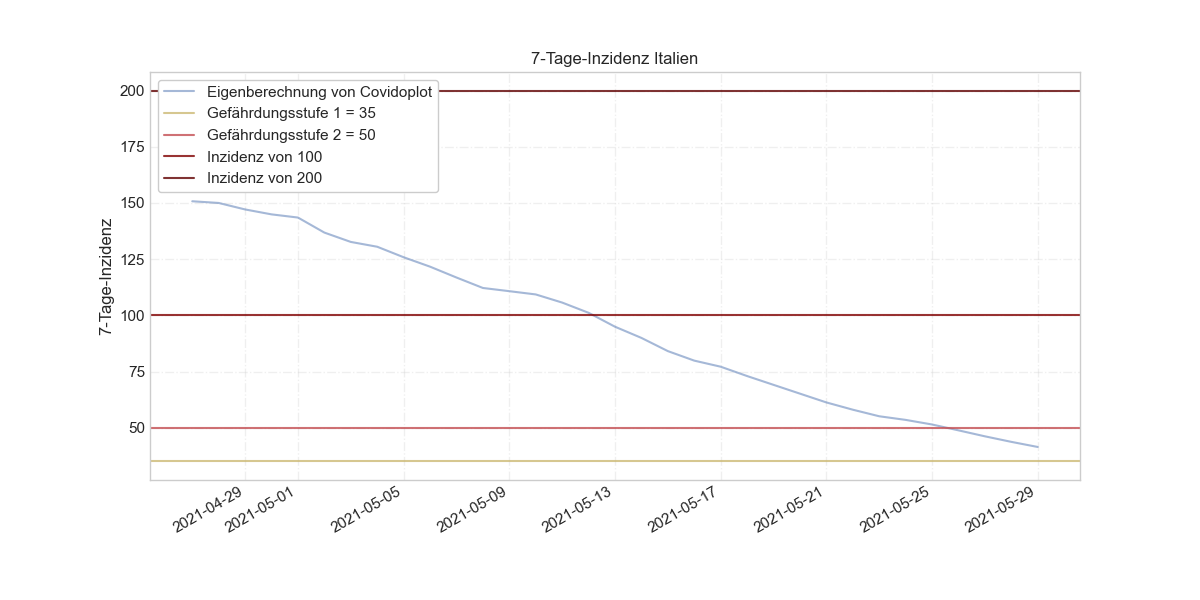 7-Tage-Inzidenz Italien
200
175
150
125
100
75
50
7-Tage-Inzidenz
Eigenberechnung von Covidoplot
Gefährdungsstufe 1 = 35
Gefährdungsstufe 2 = 50
Inzidenz von 100
Inzidenz von 200
2021-04-29
2021-05-01
2021-05-05
2021-05-09
2021-05-13
2021-05-17
2021-05-21
2021-05-25
2021-05-29